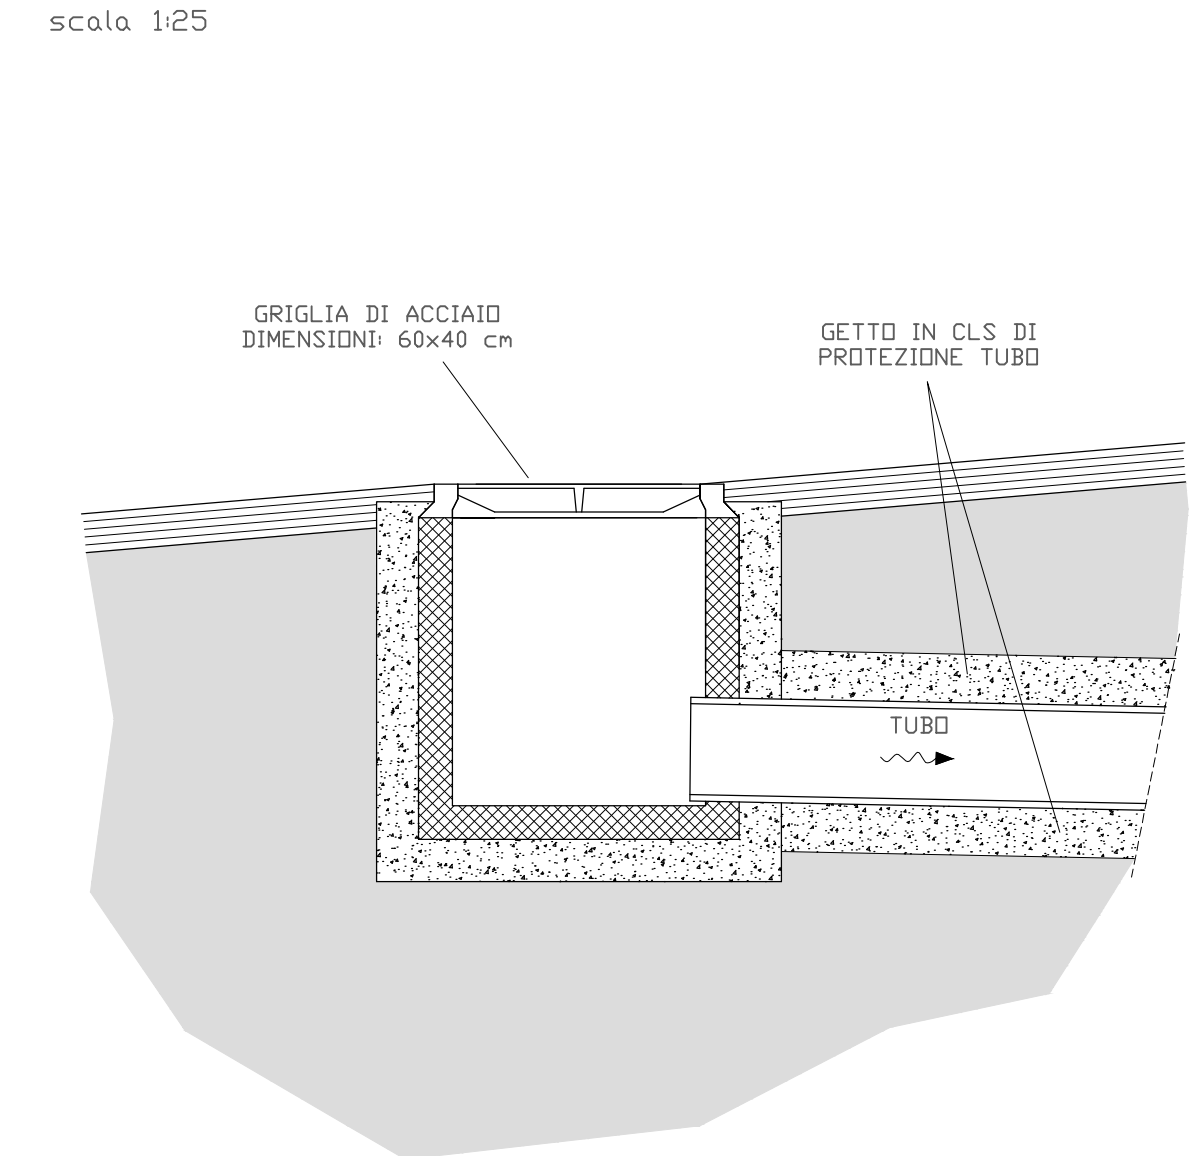 scala 1:25
GRIGLIA DI ACCIAIO
DIMENSIONI: 60x40 cm
GETTO IN CLS DI
PROTEZIONE TUBO
TUBO